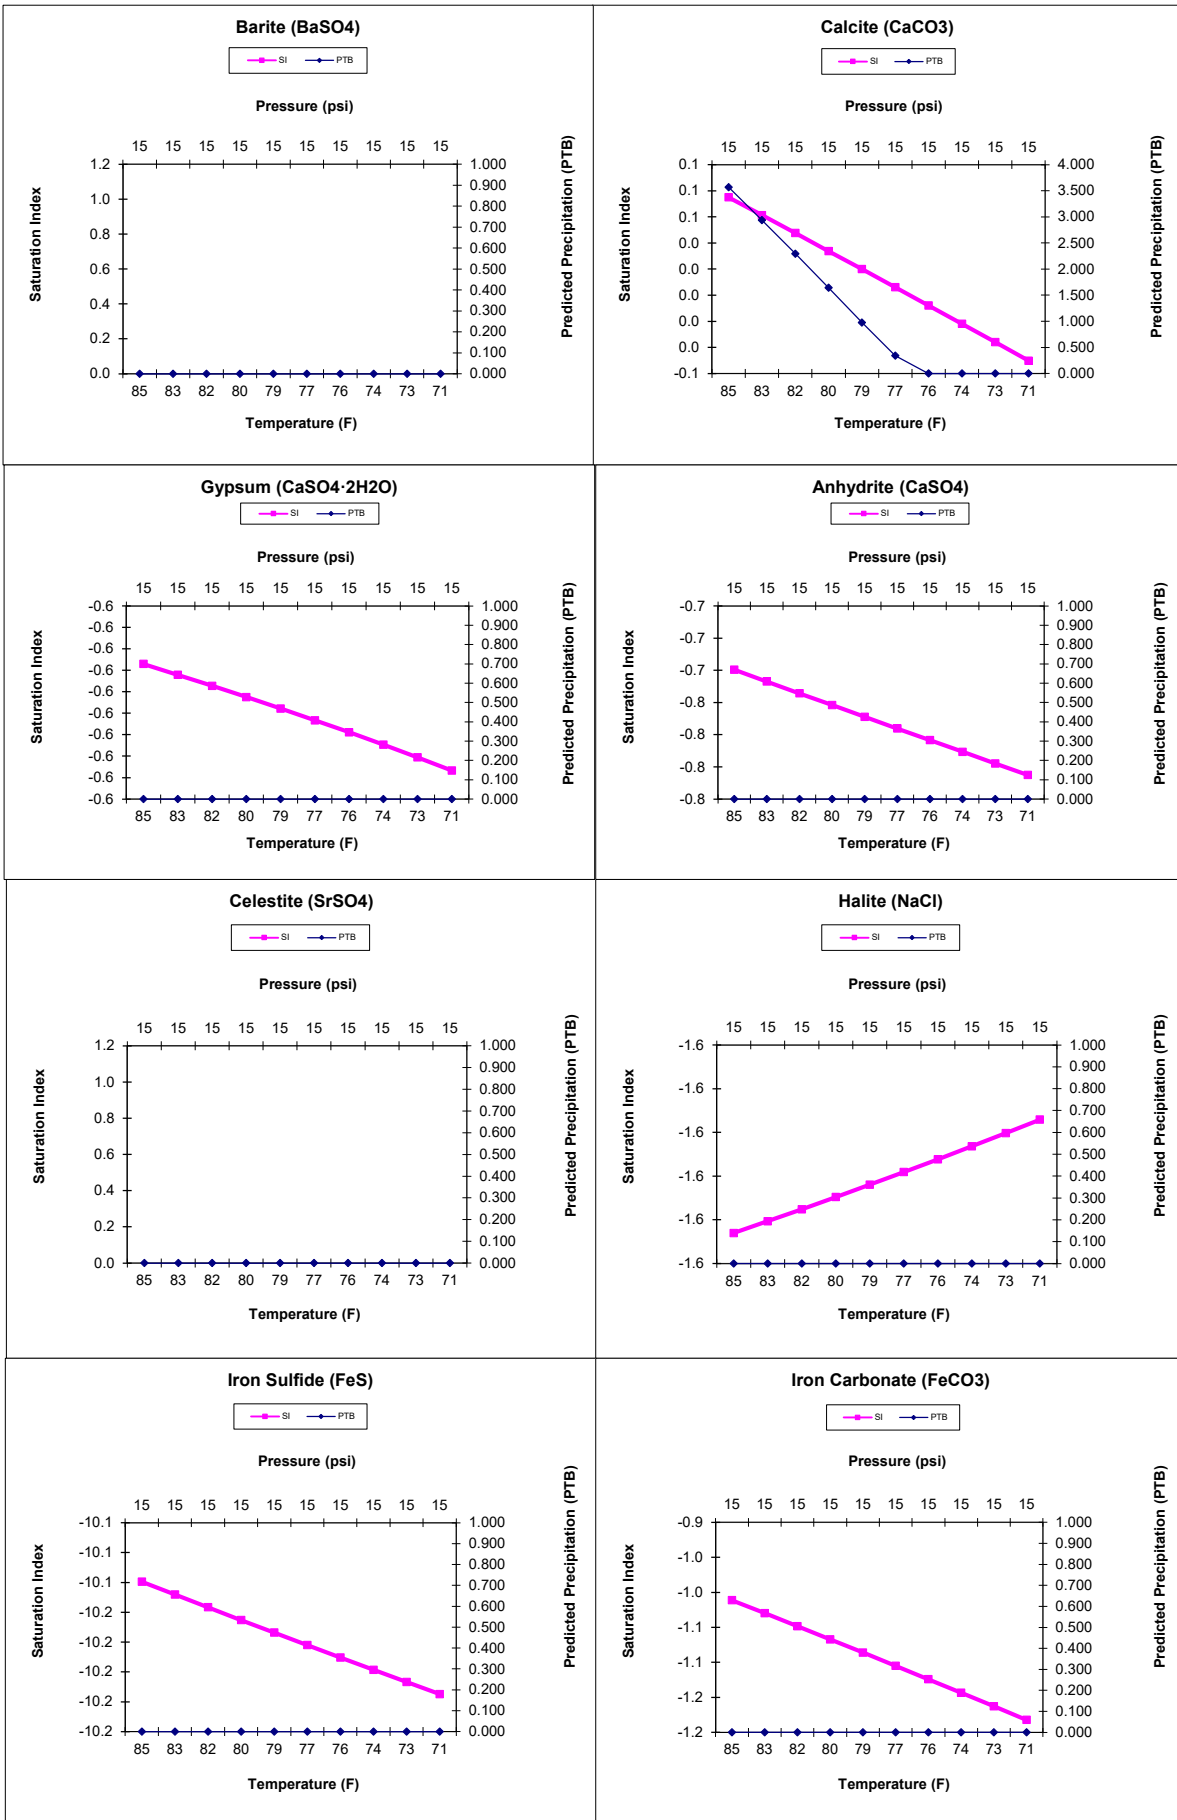 Barite (BaSO4)
SI PTB
Pressure (psi)
15 15 15 15 15 15 15 15 15 15
Saturation Index
1.2
1.0
0.8
0.6
0.4
0.2
0.0
1.000
0.900
0.800
0.700
0.600
0.500
0.400
0.300
0.200
0.100
0.000
Predicted Precipitation (PTB)
85 83 82 80 79 77 76 74 73 71
Temperature (F)
Calcite (CaCO3)
SI PTB
Pressure (psi)
15 15 15 15 15 15 15 15 15 15
Saturation Index
0.1
0.1
0.1
0.0
0.0
0.0
0.0
0.0
-0.1
4.000
3.500
3.000
2.500
2.000
1.500
1.000
0.500
0.000
Predicted Precipitation (PTB)
85 83 82 80 79 77 76 74 73 71
Temperature (F)
Gypsum (CaSO4·2H2O)
SI PTB
Pressure (psi)
15 15 15 15 15 15 15 15 15 15
Saturation Index
-0.6
-0.6
-0.6
-0.6
-0.6
-0.6
-0.6
-0.6
-0.6
-0.6
1.000
0.900
0.800
0.700
0.600
0.500
0.400
0.300
0.200
0.100
0.000
Predicted Precipitation (PTB)
85 83 82 80 79 77 76 74 73 71
Temperature (F)
Anhydrite (CaSO4)
SI PTB
Pressure (psi)
15 15 15 15 15 15 15 15 15 15
Saturation Index
-0.7
-0.7
-0.7
-0.8
-0.8
-0.8
-0.8
1.000
0.900
0.800
0.700
0.600
0.500
0.400
0.300
0.200
0.100
0.000
Predicted Precipitation (PTB)
85 83 82 80 79 77 76 74 73 71
Temperature (F)
Celestite (SrSO4)
SI PTB
Pressure (psi)
15 15 15 15 15 15 15 15 15 15
Saturation Index
1.2
1.0
0.8
0.6
0.4
0.2
0.0
1.000
0.900
0.800
0.700
0.600
0.500
0.400
0.300
0.200
0.100
0.000
Predicted Precipitation (PTB)
85 83 82 80 79 77 76 74 73 71
Temperature (F)
Halite (NaCl)
SI PTB
Pressure (psi)
15 15 15 15 15 15 15 15 15 15
Saturation Index
-1.6
-1.6
-1.6
-1.6
-1.6
-1.6
1.000
0.900
0.800
0.700
0.600
0.500
0.400
0.300
0.200
0.100
0.000
Predicted Precipitation (PTB)
85 83 82 80 79 77 76 74 73 71
Temperature (F)
Iron Sulfide (FeS)
SI PTB
Pressure (psi)
15 15 15 15 15 15 15 15 15 15
Saturation Index
-10.1
-10.1
-10.1
-10.2
-10.2
-10.2
-10.2
-10.2
1.000
0.900
0.800
0.700
0.600
0.500
0.400
0.300
0.200
0.100
0.000
Predicted Precipitation (PTB)
85 83 82 80 79 77 76 74 73 71
Temperature (F)
Iron Carbonate (FeCO3)
SI PTB
Pressure (psi)
15 15 15 15 15 15 15 15 15 15
Saturation Index
-0.9
-1.0
-1.0
-1.1
-1.1
-1.2
-1.2
1.000
0.900
0.800
0.700
0.600
0.500
0.400
0.300
0.200
0.100
0.000
Predicted Precipitation (PTB)
85 83 82 80 79 77 76 74 73 71
Temperature (F)